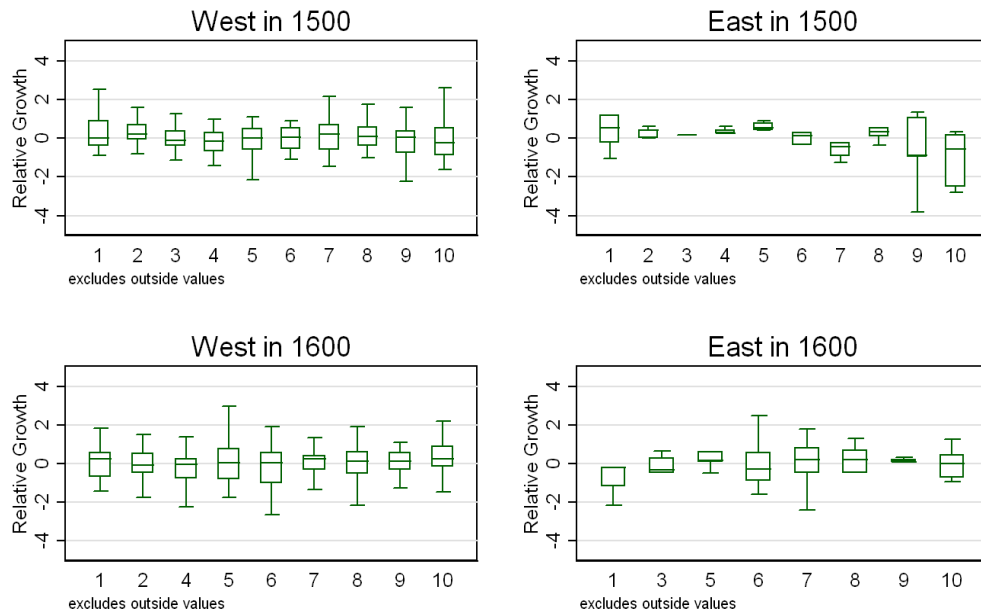 West in 1500
Relative Growth
4
2
0
-2
-4
1 2 3 4 5 6 7 8 9 10
excludes outside values
East in 1500
Relative Growth
4
2
0
-2
-4
1 2 3 4 5 6 7 8 9 10
excludes outside values
West in 1600
Relative Growth
4
2
0
-2
-4
1 2 4 5 6 7 8 9 10
excludes outside values
East in 1600
Relative Growth
4
2
0
-2
-4
1 3 5 6 7 8 9 10
excludes outside values